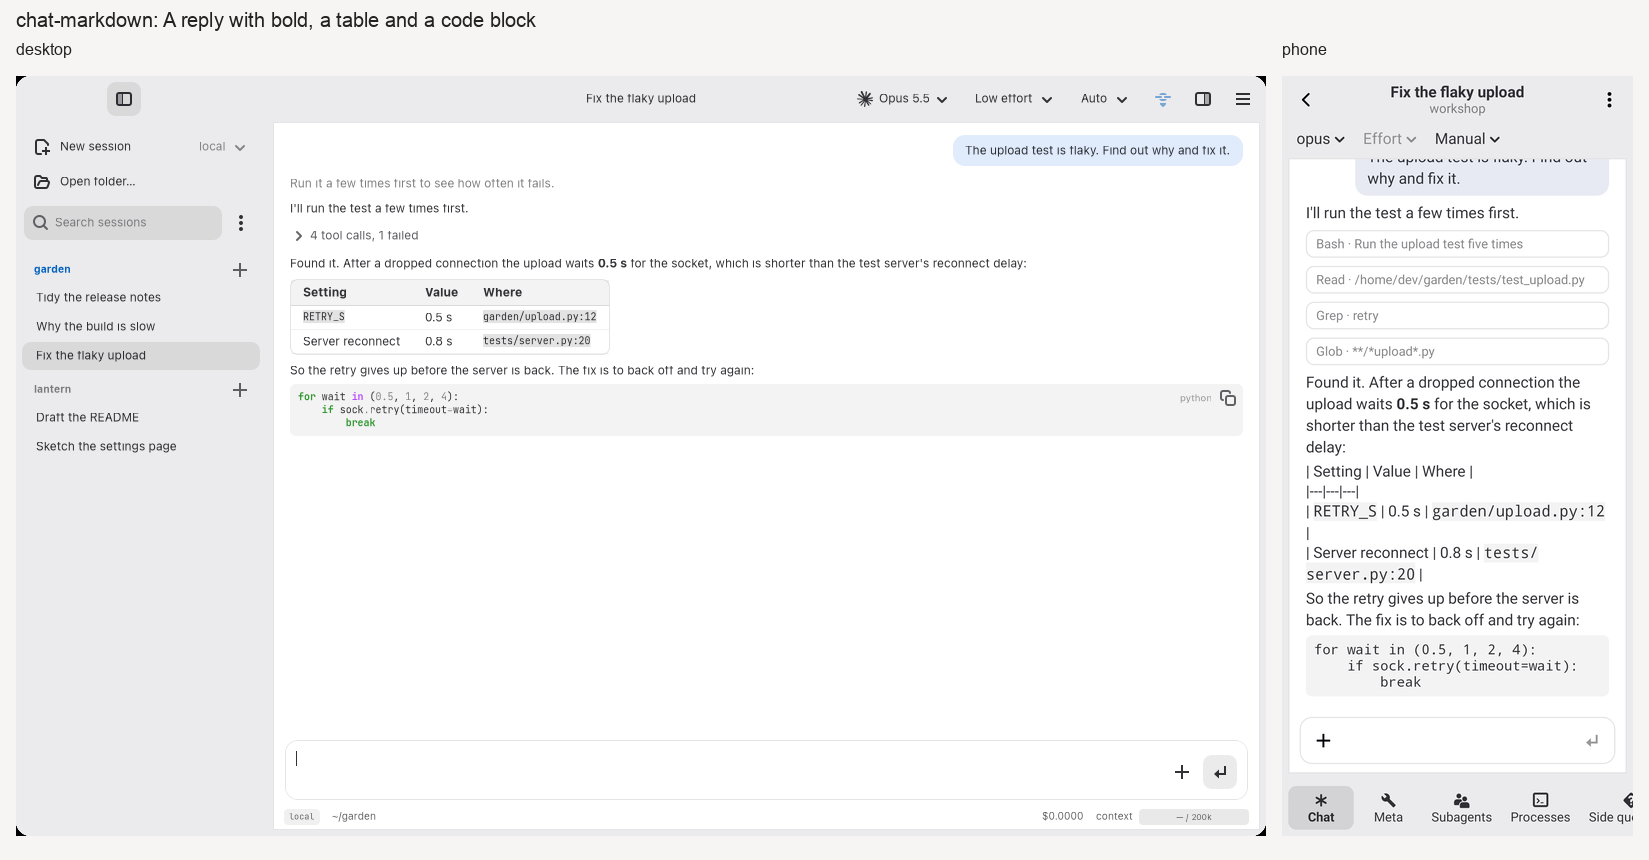 chat-markdown: A reply with bold, a table and a code block
desktop
Fix the flaky upload
Opus 5.5
Low effort
Auto
New session
local
Open folder...
Search sessions
garden
Tidy the release notes
Why the build is slow
Fix the flaky upload
lantern
Draft the README
Sketch the settings page
The upload test is flaky. Find out why and fix it.
Run it a few times first to see how often it fails.
I'll run the test a few times first.
4 tool calls, 1 failed
Found it. After a dropped connection the upload waits 0.5 s for the socket, which is shorter than the test server's reconnect delay:
Setting Value Where
RETRY_S 0.5 s garden/upload.py:12
Server reconnect 0.8 s tests/server.py:20
So the retry gives up before the server is back. The fix is to back off and try again:
python
for wait in (0.5, 1, 2, 4):
if sock.retry(timeout=wait):
break
local
~/garden
$0.0000
context
— / 200k
phone
Fix the flaky upload
workshop
opus
Effort
Manual
The upload test is flaky. Find out
why and fix it.
I'll run the test a few times first.
Bash · Run the upload test five times
Read · /home/dev/garden/tests/test_upload.py
Grep · retry
Glob · **/*upload*.py
Found it. After a dropped connection the
upload waits 0.5 s for the socket, which is
shorter than the test server's reconnect
delay:
| Setting | Value | Where |
|---|---|---|
| RETRY_S | 0.5 s | garden/upload.py:12
|
| Server reconnect | 0.8 s | tests/
server.py:20 |
So the retry gives up before the server is
back. The fix is to back off and try again:
for wait in (0.5, 1, 2, 4):
if sock.retry(timeout=wait):
break
Chat
Meta
Subagents
Processes
Side qu